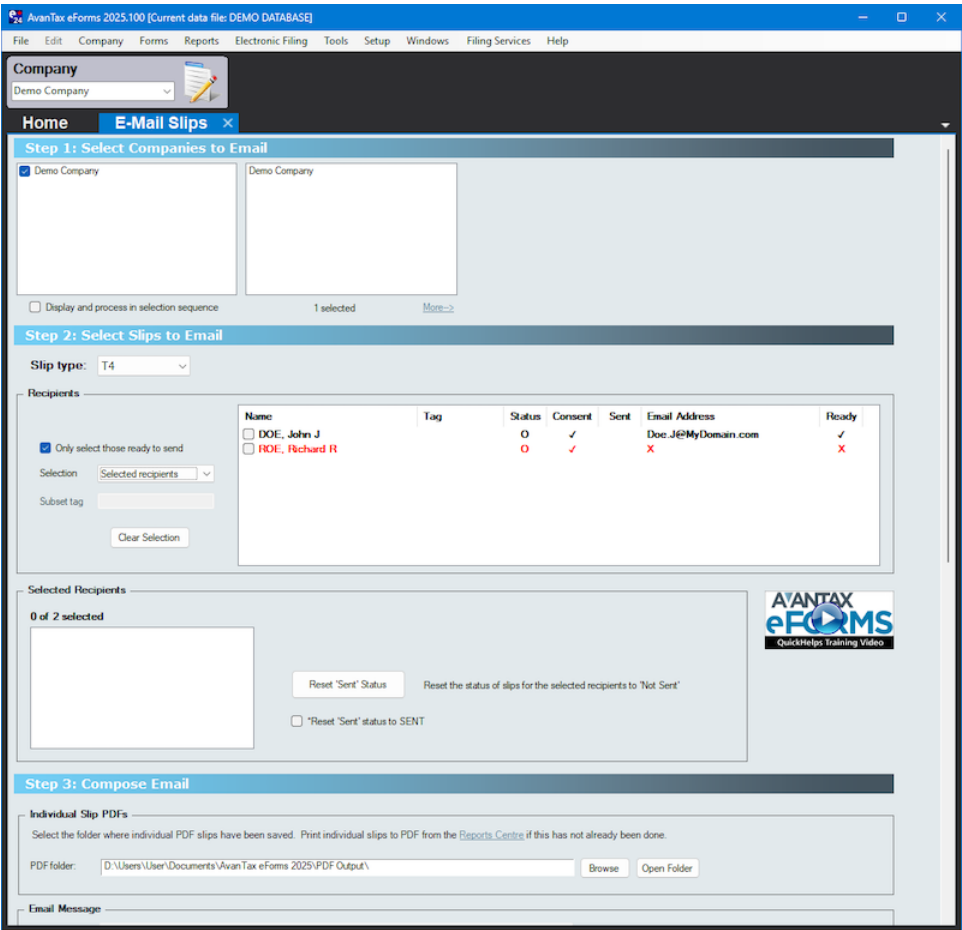 AvanTax eForms 2025.100 [Current data file: DEMO DATABASE]
File Edit Company Forms Reports Electronic Filing Tools Setup Windows Filing Services Help
Company
Demo Company
Home E-Mail Slips
Step 1: Select Companies to Email
Demo Company Demo Company
Display and process in selection sequence 1 selected More-->
Step 2: Select Slips to Email
Slip type: T4
Recipients
Name Tag Status Consent Sent Email Address Ready
DOE, John J O ✓ Doe.J@MyDomain.com ✓
ROE, Richard R O ✓ X X
Only select those ready to send
Selection Selected recipients
Subset tag
Clear Selection
Selected Recipients
0 of 2 selected
AVANTAX
eFORMS
QuickHelps Training Video
Reset 'Sent' Status Reset the status of slips for the selected recipients to 'Not Sent'
*Reset 'Sent' status to SENT
Step 3: Compose Email
Individual Slip PDFs
Select the folder where individual PDF slips have been saved. Print individual slips to PDF from the Reports Centre if this has not already been done.
PDF folder: D:\Users\User\Documents\AvanTax eForms 2025\PDF Output\ Browse Open Folder
Email Message